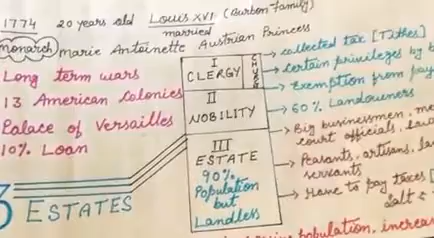 1774 20 years old Louis XVI (Burbon Family)
married
monarch Marie Antoinette Austrian Princess
Long term wars
13 American Colonies
Palace of Versailles
10% Loan
3 ESTATES
I
CLERGY
II
NOBILITY
III
ESTATE
90%
Population
but
Landless
→ collected tax [Tithes]
→ Certain privileges by
→ Exemption from
→ 60% Landowners
→ Big businessmen,
court officials,
→ Peasants, artisans,
servants
→ Have to pay taxes
Salt &
population,